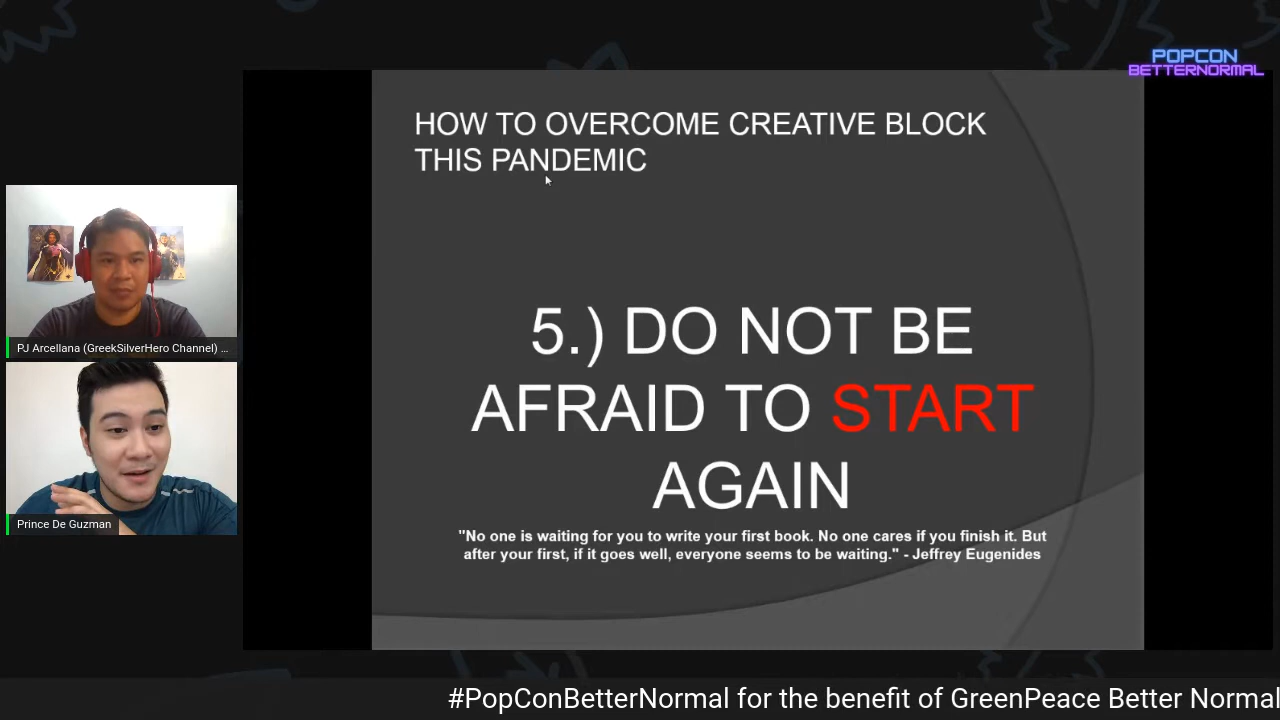 POPCON
BETTERNORMAL
HOW TO OVERCOME CREATIVE BLOCK
THIS PANDEMIC
PJ Arcellana (GreekSilverHero Channel) ...
5.) DO NOT BE
AFRAID TO START
AGAIN
Prince De Guzman
"No one is waiting for you to write your first book. No one cares if you finish it. But
after your first, if it goes well, everyone seems to be waiting." - Jeffrey Eugenides
#PopConBetterNormal for the benefit of GreenPeace Better Normal